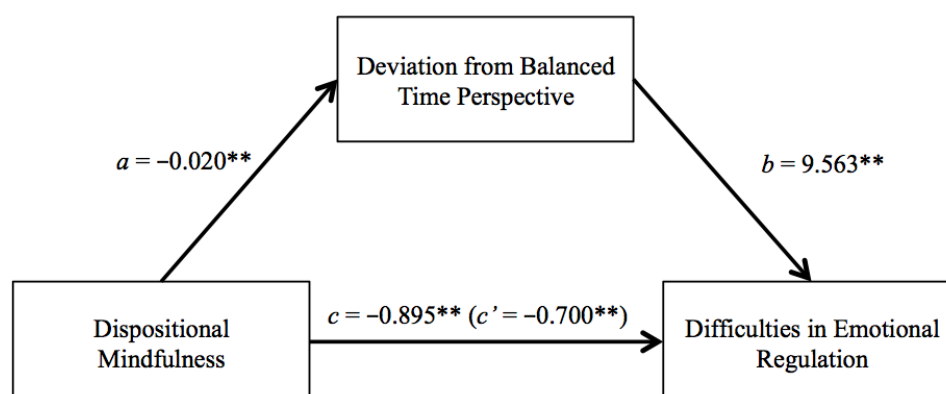 Deviation from Balanced
Time Perspective
a = −0.020**
b = 9.563**
c = −0.895** (c’ = −0.700**)
Dispositional
Mindfulness
Difficulties in Emotional
Regulation